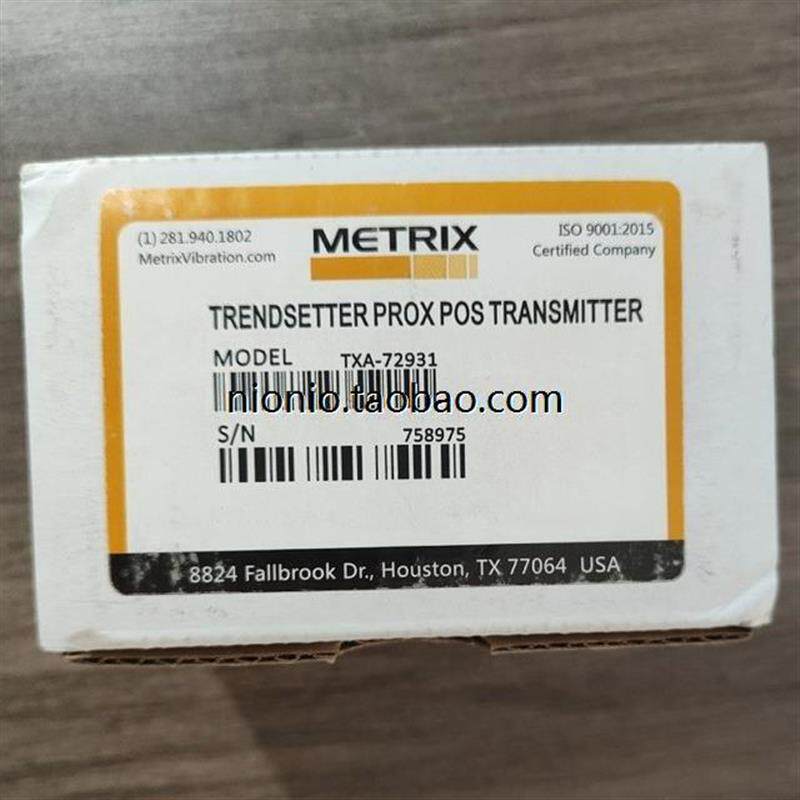 (1) 281.940.1802
MetrixVibration.com
METRIX
ISO 9001:2015
Certified Company
TRENDSETTER PROX POS TRANSMITTER
MODEL TXA-72931
nionio.taobao.com
S/N 758975
8824 Fallbrook Dr., Houston, TX 77064 USA